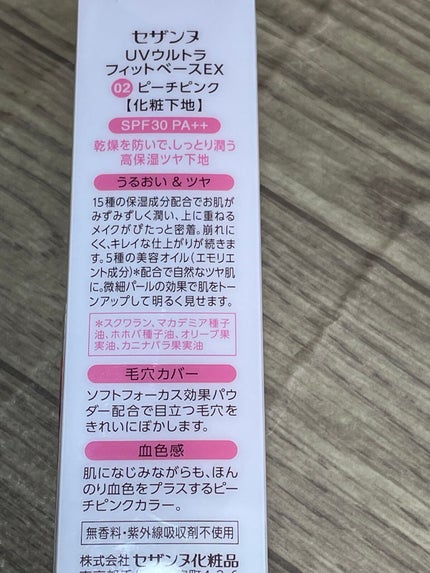 セザンヌ
UVウルトラ
フィットベースEX
02 ピーチピンク
【化粧下地】
SPF30 PA++
乾燥を防いで、しっとり潤う
高保湿ツヤ下地
うるおい & ツヤ
15種の保湿成分配合でお肌が
みずみずしく潤い、上に重ねる
メイクがぴたっと密着。崩れに
くく、キレイな仕上がりが続きま
す。5種の美容オイル(エモリエ
ント成分)*配合で自然なツヤ肌
に。微細パールの効果で肌をトー
ンアップして明るく見せます。
*スクワラン、マカデミア種子
油、ホホバ種子油、オリーブ果
実油、カニナバラ果実油
毛穴カバー
ソフトフォーカス効果パウ
ダー配合で目立つ毛穴を
きれいにぼかします。
血色感
肌になじみながらも、ほん
のり血色をプラスするピー
チピンクカラー。
無香料・紫外線吸収剤不使用
株式会社 セザンヌ化粧品